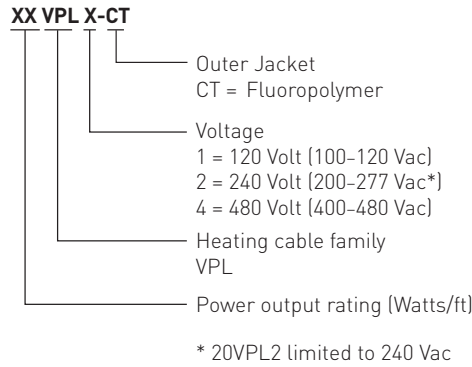 XX VPL X-CT
Outer Jacket
CT = Fluoropolymer
Voltage
1 = 120 Volt (100–120 Vac)
2 = 240 Volt (200–277 Vac*)
4 = 480 Volt (400–480 Vac)
Heating cable family
VPL
Power output rating (Watts/ft)
* 20VPL2 limited to 240 Vac